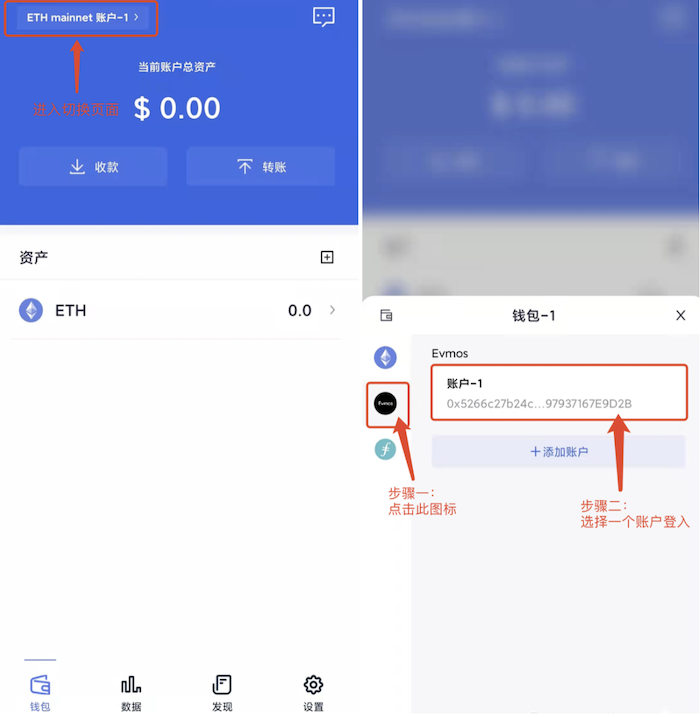 ETH mainnet 账户-1 >
当前账户总资产
进入切换页面
$ 0.00
收款
转账
资产
ETH
0.0 >
钱包
数据
发现
设置
钱包-1
X
Evmos
账户-1
0x5266c27b24c...97937167E9D2B
Evmos
+添加账户
步骤一：
点击此图标
步骤二：
选择一个账户登入